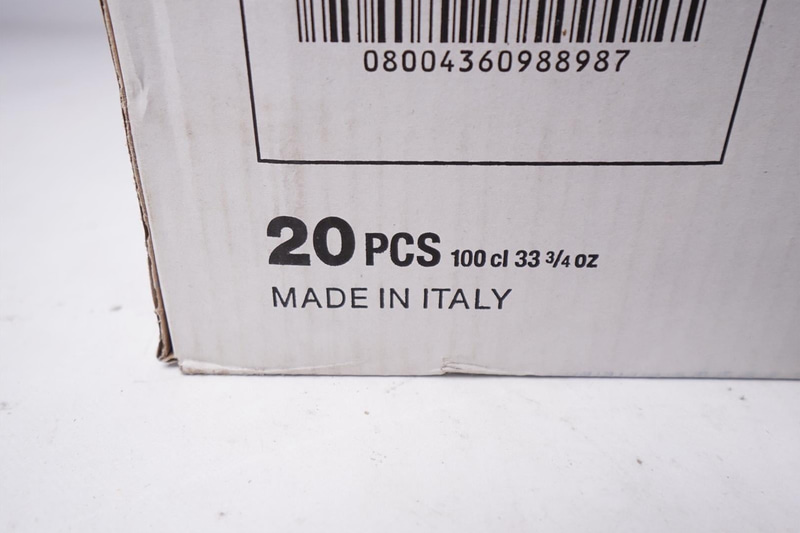 08004360988987
20 PCS 100 cl 33 3/4 oz
MADE IN ITALY